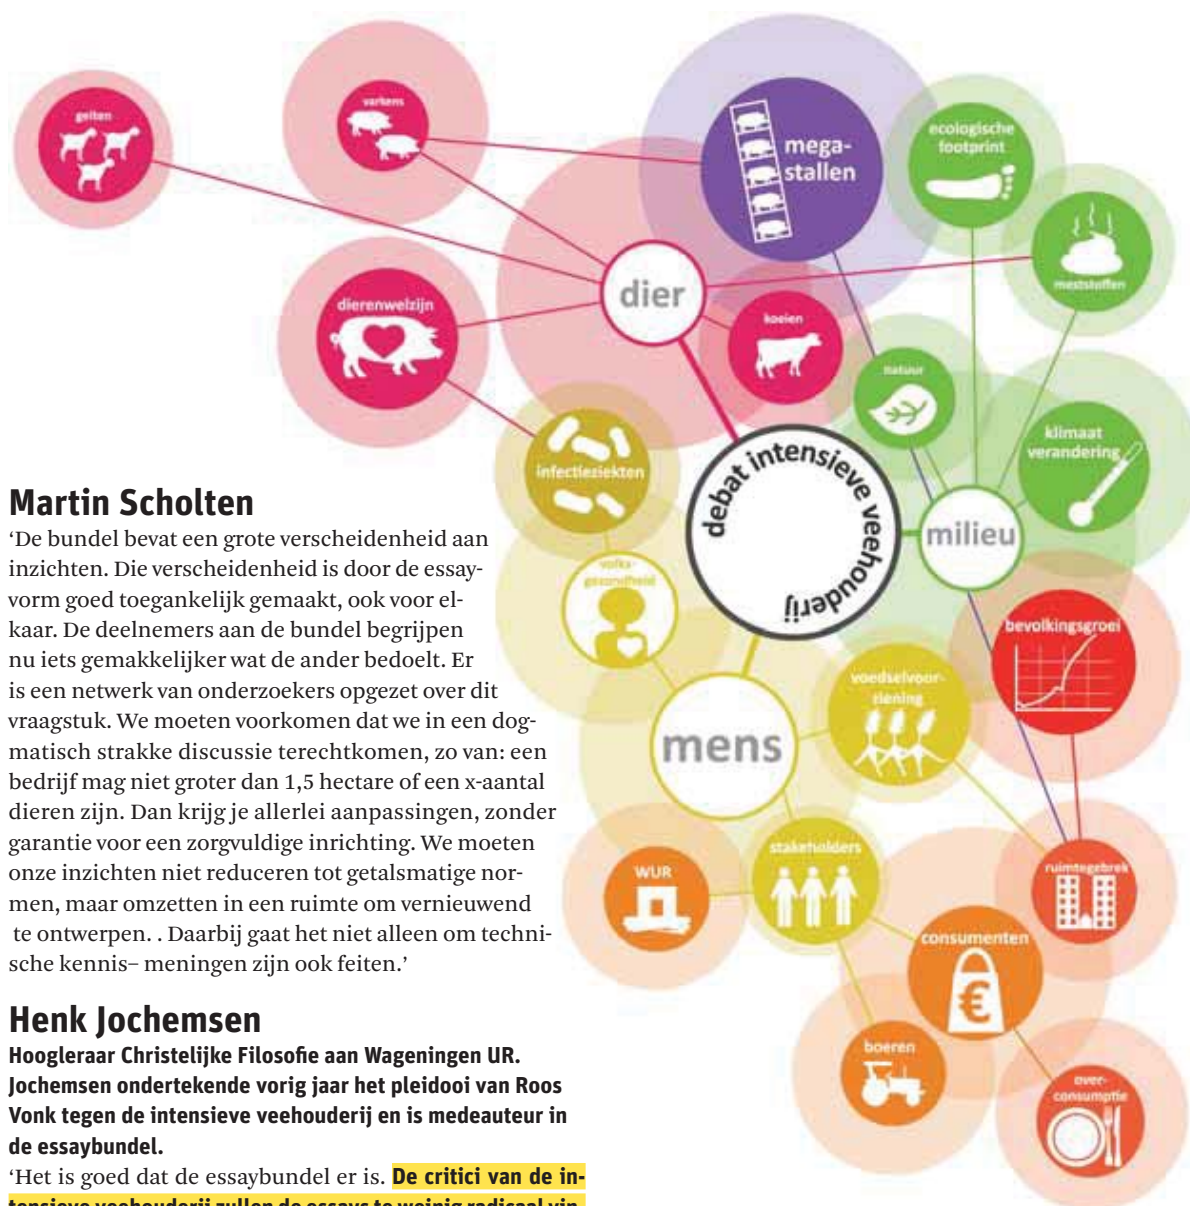 geiten
varkens
mega-
stallen
ecologische
footprint
meststoffen
dier
dierenwelzijn
koeien
natuur
klimaat
verandering
infectieziekten
debat intensieve veehouderij
milieu
volks-
gezondheid
bevolkingsgroei
voedselvoor-
ziening
mens
stakeholders
WUR
ruimtegebrek
consumenten
€
boeren
over-
consumptie
Martin Scholten
‘De bundel bevat een grote verscheidenheid aan
inzichten. Die verscheidenheid is door de essay-
vorm goed toegankelijk gemaakt, ook voor el-
kaar. De deelnemers aan de bundel begrijpen
nu iets gemakkelijker wat de ander bedoelt. Er
is een netwerk van onderzoekers opgezet over dit
vraagstuk. We moeten voorkomen dat we in een dog-
matisch strakke discussie terechtkomen, zo van: een
bedrijf mag niet groter dan 1,5 hectare of een x-aantal
dieren zijn. Dan krijg je allerlei aanpassingen, zonder
garantie voor een zorgvuldige inrichting. We moeten
onze inzichten niet reduceren tot getalsmatige nor-
men, maar omzetten in een ruimte om vernieuwend
te ontwerpen. . Daarbij gaat het niet alleen om techni-
sche kennis– meningen zijn ook feiten.’
Henk Jochemsen
Hoogleraar Christelijke Filosofie aan Wageningen UR.
Jochemsen ondertekende vorig jaar het pleidooi van Roos
Vonk tegen de intensieve veehouderij en is medeauteur in
de essaybundel.
‘Het is goed dat de essaybundel er is. De critici van de in-
tensieve veehouderij zullen de essays te weinig radicaal vin-